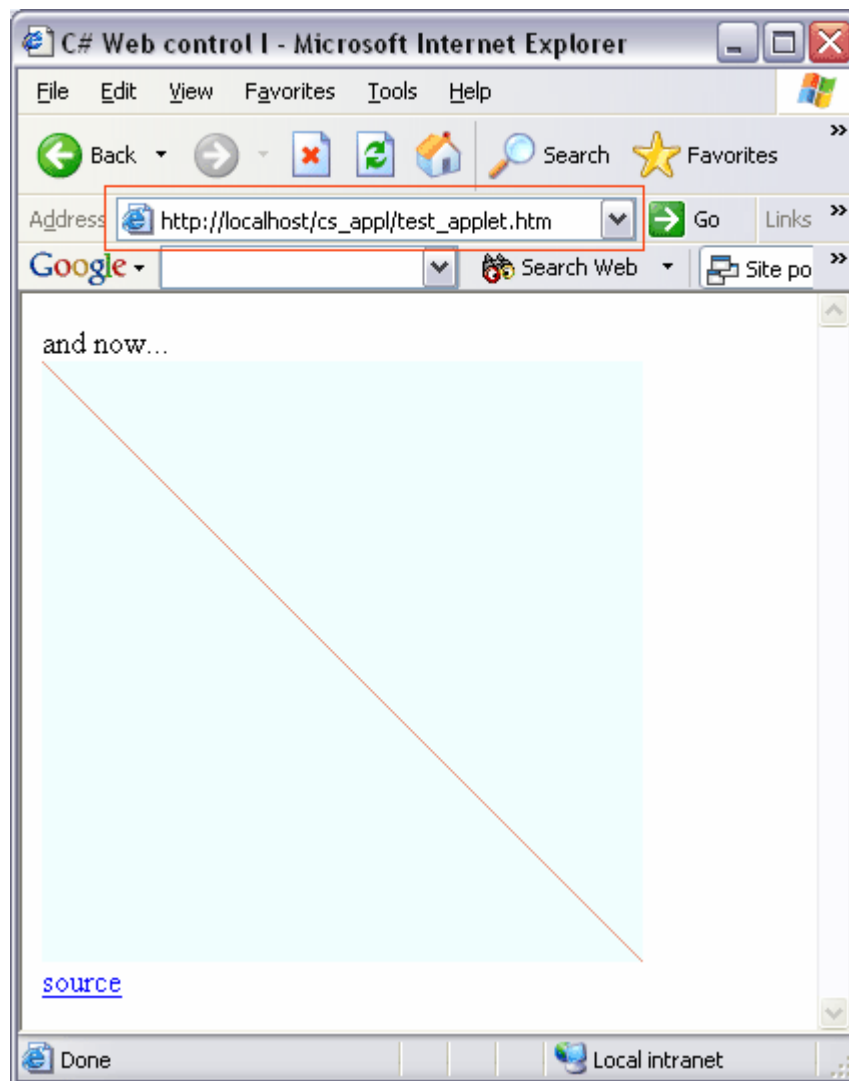 C# Web control I - Microsoft Internet Explorer
File Edit View Favorites Tools Help
Back Search Favorites »
Address http://localhost/cs_appl/test_applet.htm Go Links »
Google Search Web Site po »
and now...
source
Done Local intranet